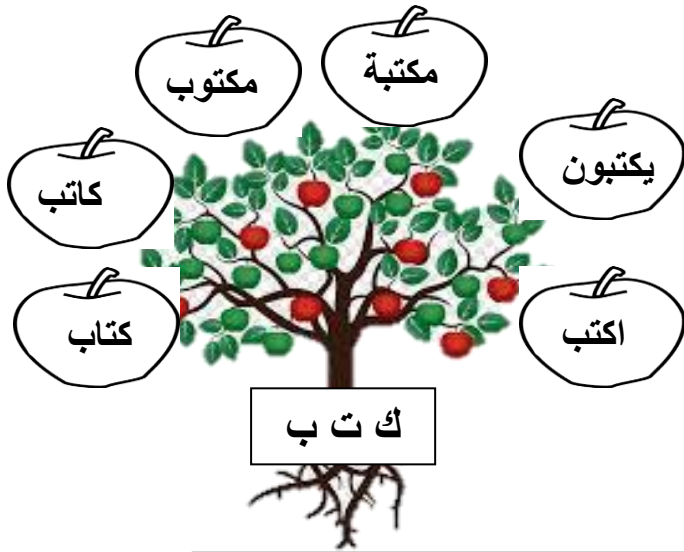 مكتبة
مكتوب
يكتبون
كاتب
اكتب
كتاب
ك ت ب